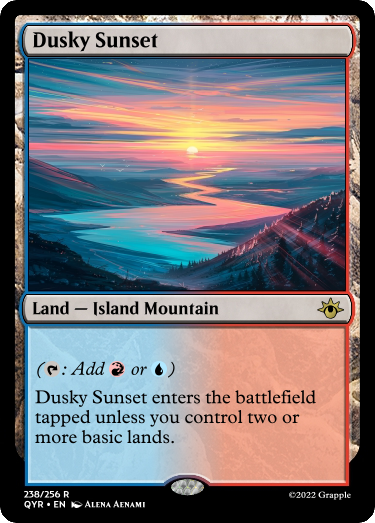 Dusky Sunset
Land — Island Mountain
(: Add or )
Dusky Sunset enters the battlefield
tapped unless you control two or
more basic lands.
238/256 R
QYR • EN Alena Aenami
©2022 Grapple